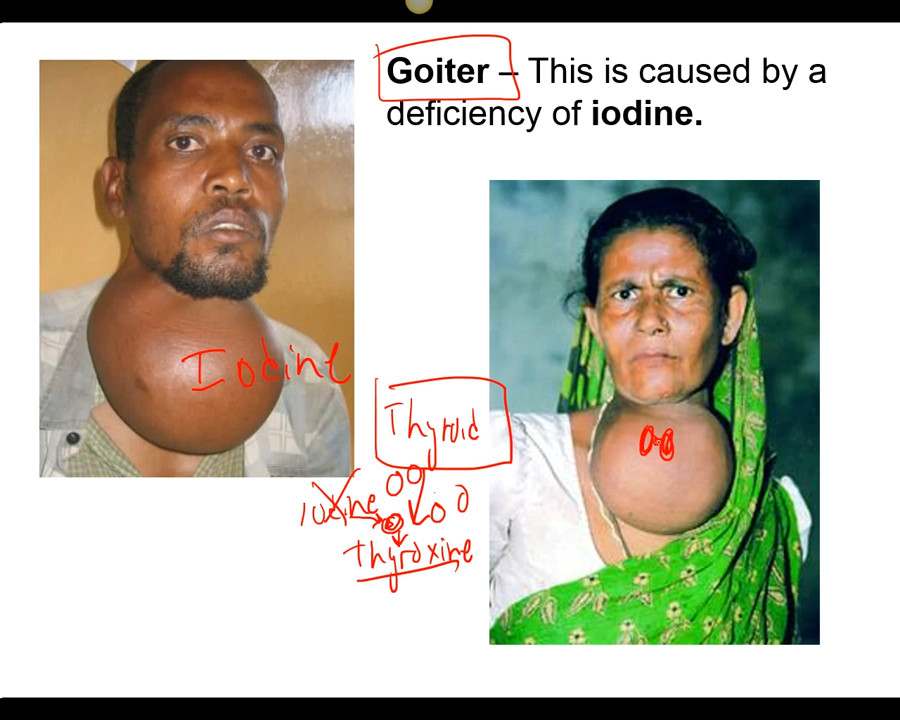 Goiter – This is caused by a
deficiency of iodine.
Iodine
Thyroid
Iodine
Thyroxine